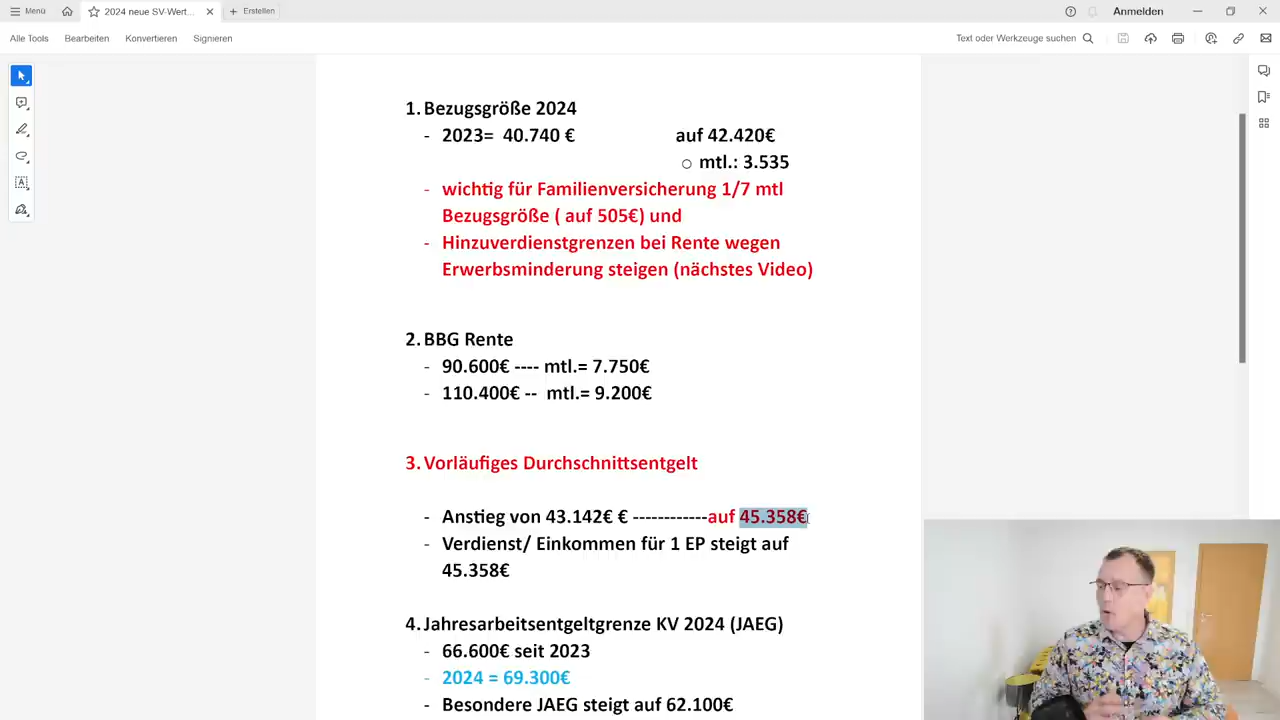 Menü
2024 neue SV-Wert...
Erstellen
Anmelden
Alle Tools
Bearbeiten
Konvertieren
Signieren
Text oder Werkzeuge suchen
1. Bezugsgröße 2024
- 2023= 40.740 € auf 42.420€
○ mtl.: 3.535
- wichtig für Familienversicherung 1/7 mtl
Bezugsgröße ( auf 505€) und
- Hinzuverdienstgrenzen bei Rente wegen
Erwerbsminderung steigen (nächstes Video)
2. BBG Rente
- 90.600€ ---- mtl.= 7.750€
- 110.400€ -- mtl.= 9.200€
3. Vorläufiges Durchschnittsentgelt
- Anstieg von 43.142€ € ------------auf 45.358€
- Verdienst/ Einkommen für 1 EP steigt auf
45.358€
4. Jahresarbeitsentgeltgrenze KV 2024 (JAEG)
- 66.600€ seit 2023
- 2024 = 69.300€
- Besondere JAEG steigt auf 62.100€